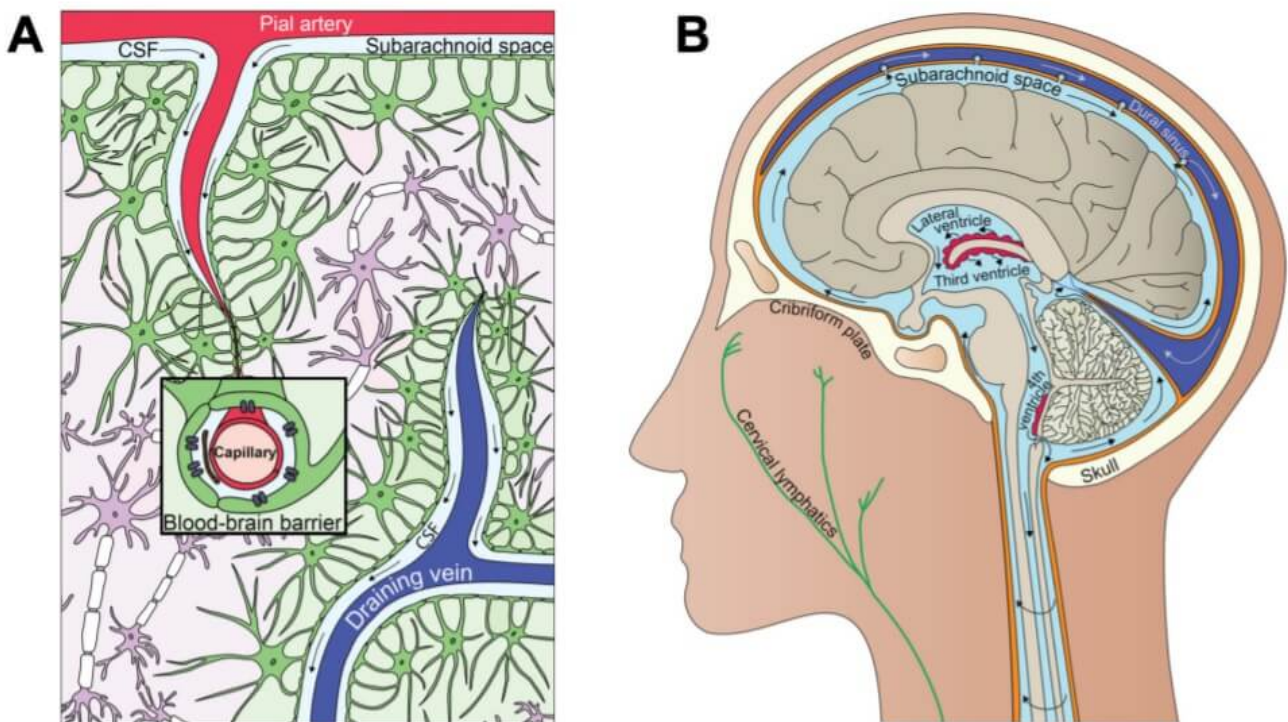 A
Pial artery
CSF
Subarachnoid space
Capillary
Blood-brain barrier
CSF
Draining vein
B
Subarachnoid space
Dural sinus
Lateral
ventricle
Third ventricle
Cribriform plate
4th
ventricle
Cervical lymphatics
Skull